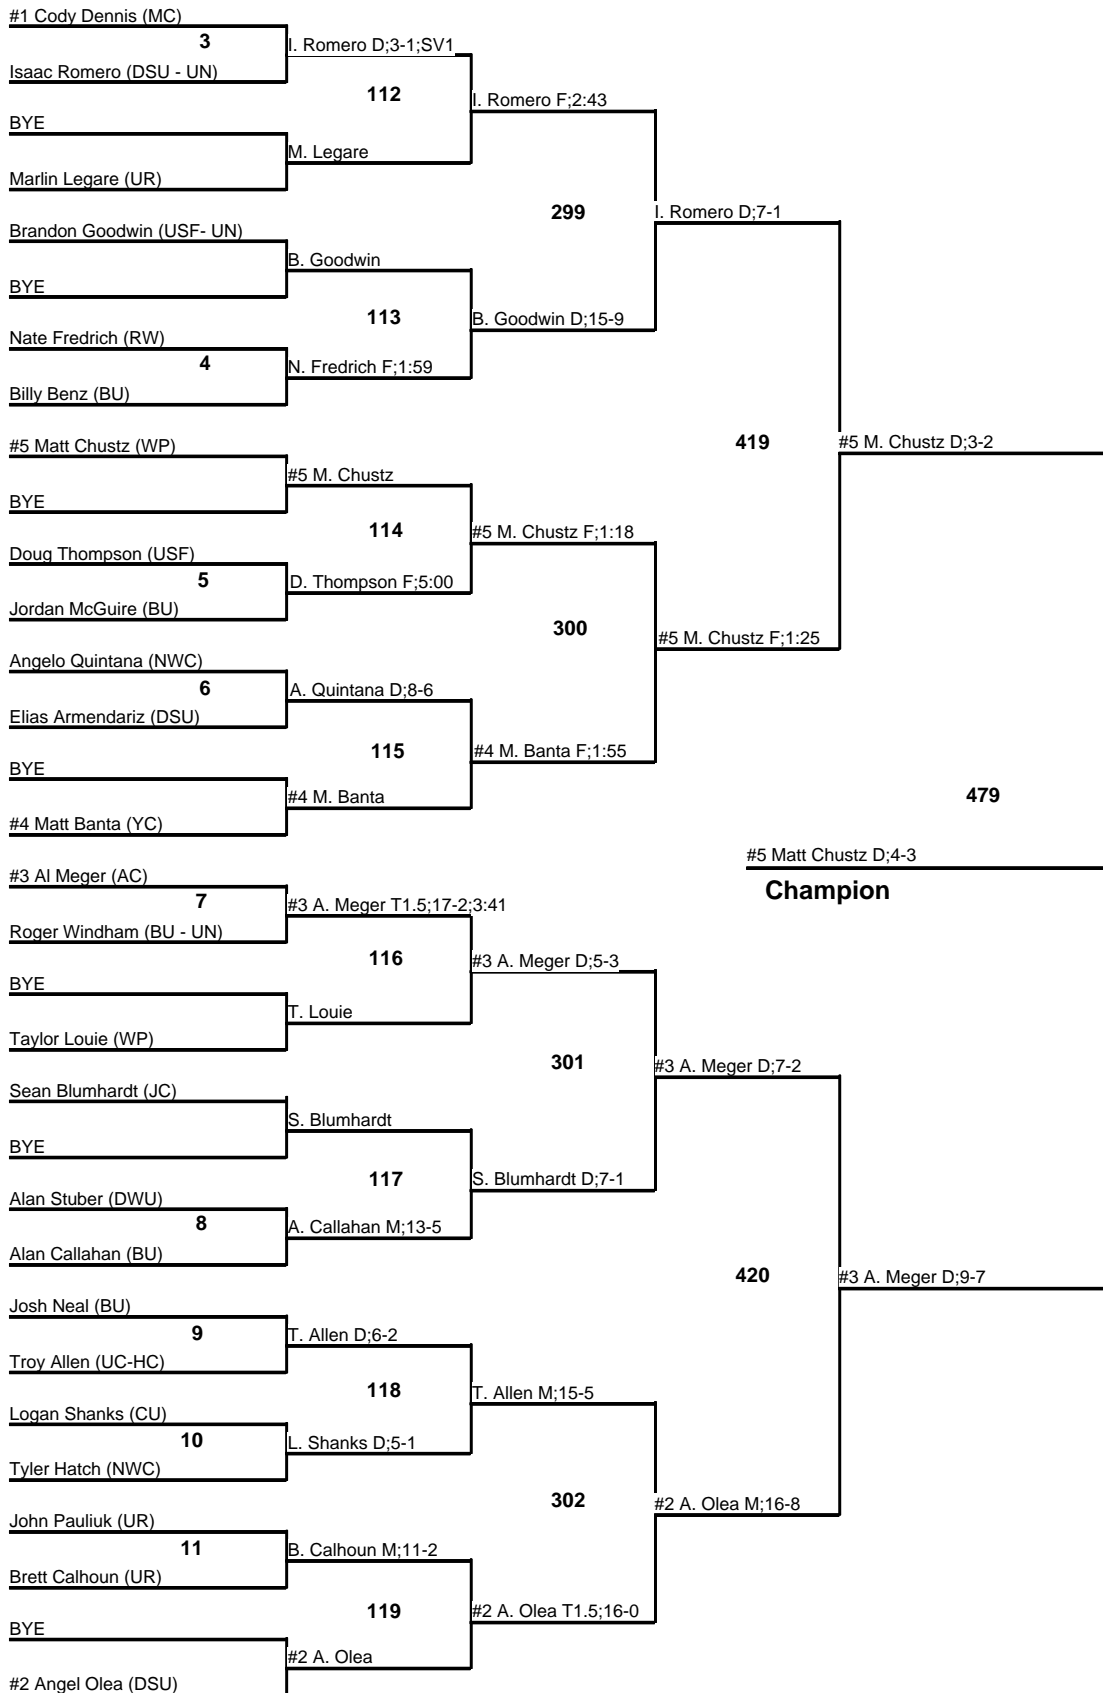 #1 Cody Dennis (MC)
3
I. Romero D;3-1;SV1
Isaac Romero (DSU - UN)
112
I. Romero F;2:43
BYE
M. Legare
Marlin Legare (UR)
299
I. Romero D;7-1
Brandon Goodwin (USF- UN)
B. Goodwin
BYE
113
B. Goodwin D;15-9
Nate Fredrich (RW)
4
N. Fredrich F;1:59
Billy Benz (BU)
419
#5 M. Chustz D;3-2
#5 Matt Chustz (WP)
#5 M. Chustz
BYE
114
#5 M. Chustz F;1:18
Doug Thompson (USF)
5
D. Thompson F;5:00
Jordan McGuire (BU)
300
#5 M. Chustz F;1:25
Angelo Quintana (NWC)
6
A. Quintana D;8-6
Elias Armendariz (DSU)
115
#4 M. Banta F;1:55
BYE
#4 M. Banta
479
#4 Matt Banta (YC)
#5 Matt Chustz D;4-3
Champion
#3 Al Meger (AC)
7
#3 A. Meger T1.5;17-2;3:41
Roger Windham (BU - UN)
116
#3 A. Meger D;5-3
BYE
T. Louie
Taylor Louie (WP)
301
#3 A. Meger D;7-2
Sean Blumhardt (JC)
S. Blumhardt
BYE
117
S. Blumhardt D;7-1
Alan Stuber (DWU)
8
A. Callahan M;13-5
Alan Callahan (BU)
420
#3 A. Meger D;9-7
Josh Neal (BU)
9
T. Allen D;6-2
Troy Allen (UC-HC)
118
T. Allen M;15-5
Logan Shanks (CU)
10
L. Shanks D;5-1
Tyler Hatch (NWC)
302
#2 A. Olea M;16-8
John Pauliuk (UR)
11
B. Calhoun M;11-2
Brett Calhoun (UR)
119
#2 A. Olea T1.5;16-0
BYE
#2 A. Olea
#2 Angel Olea (DSU)